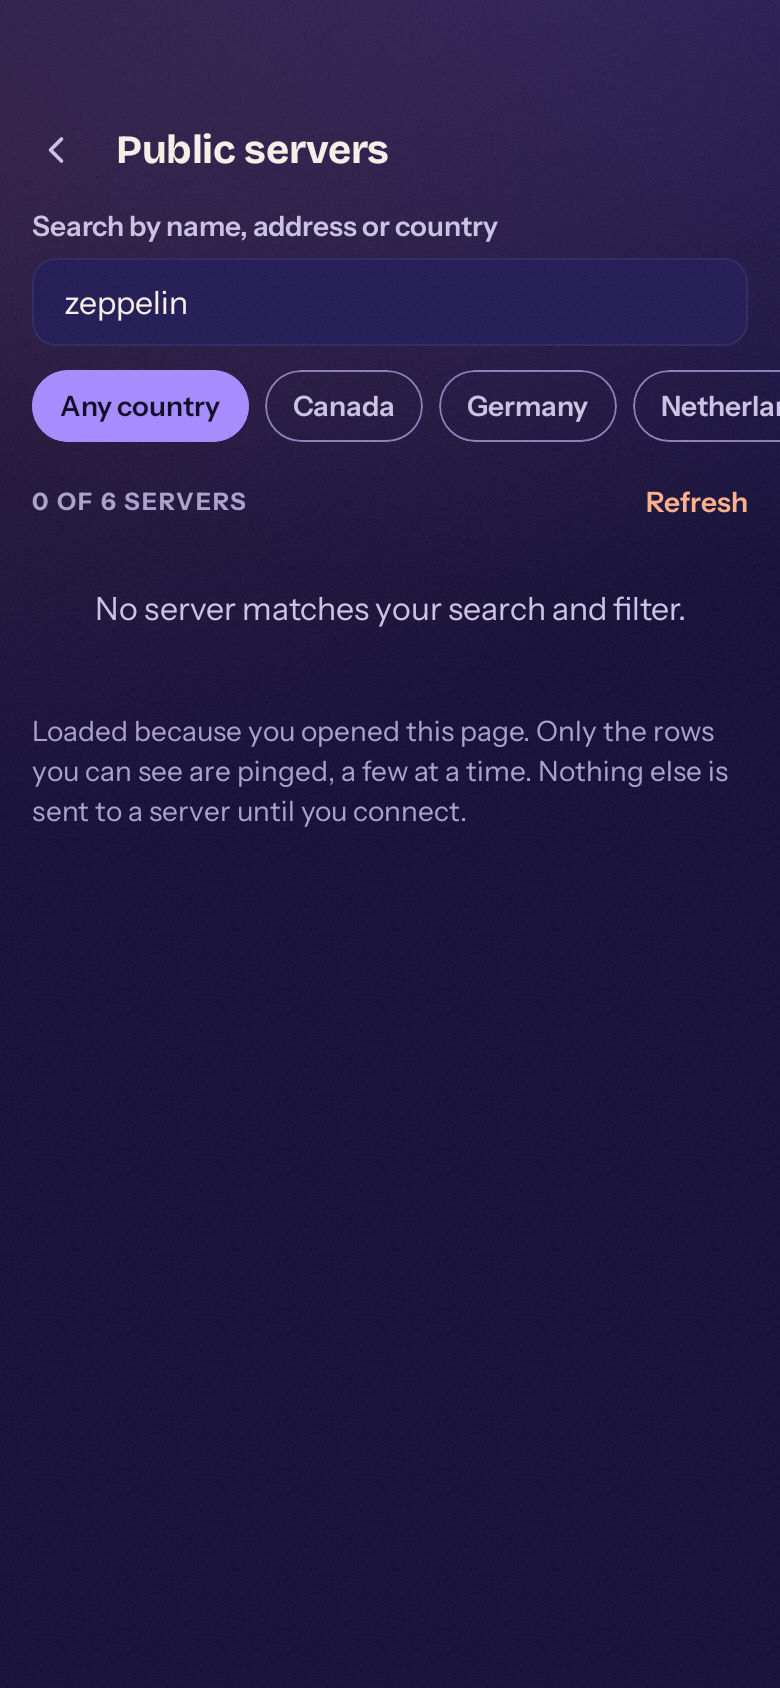 Public servers
Search by name, address or country
zeppelin
Any country
Canada
Germany
Netherlan
0 OF 6 SERVERS
Refresh
No server matches your search and filter.
Loaded because you opened this page. Only the rows
you can see are pinged, a few at a time. Nothing else is
sent to a server until you connect.